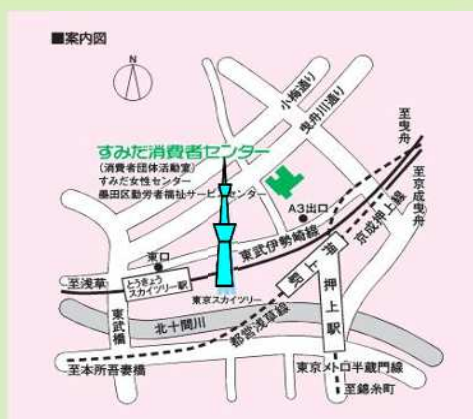 ■案内図
N
小梅通り
曳舟川通り
至曳舟
すみだ消費者センター
(消費者団体活動室)
すみだ女性センター
墨田区勤労者福祉サービスセンター
至京成曳舟
A3出口
京成押上線
東武伊勢崎線
東口
押上駅
至浅草
とうきょう
スカイツリー駅
東京スカイツリー
押上駅
東武橋
北十間川
都営浅草線
至本所吾妻橋
東京メトロ半蔵門線
至錦糸町